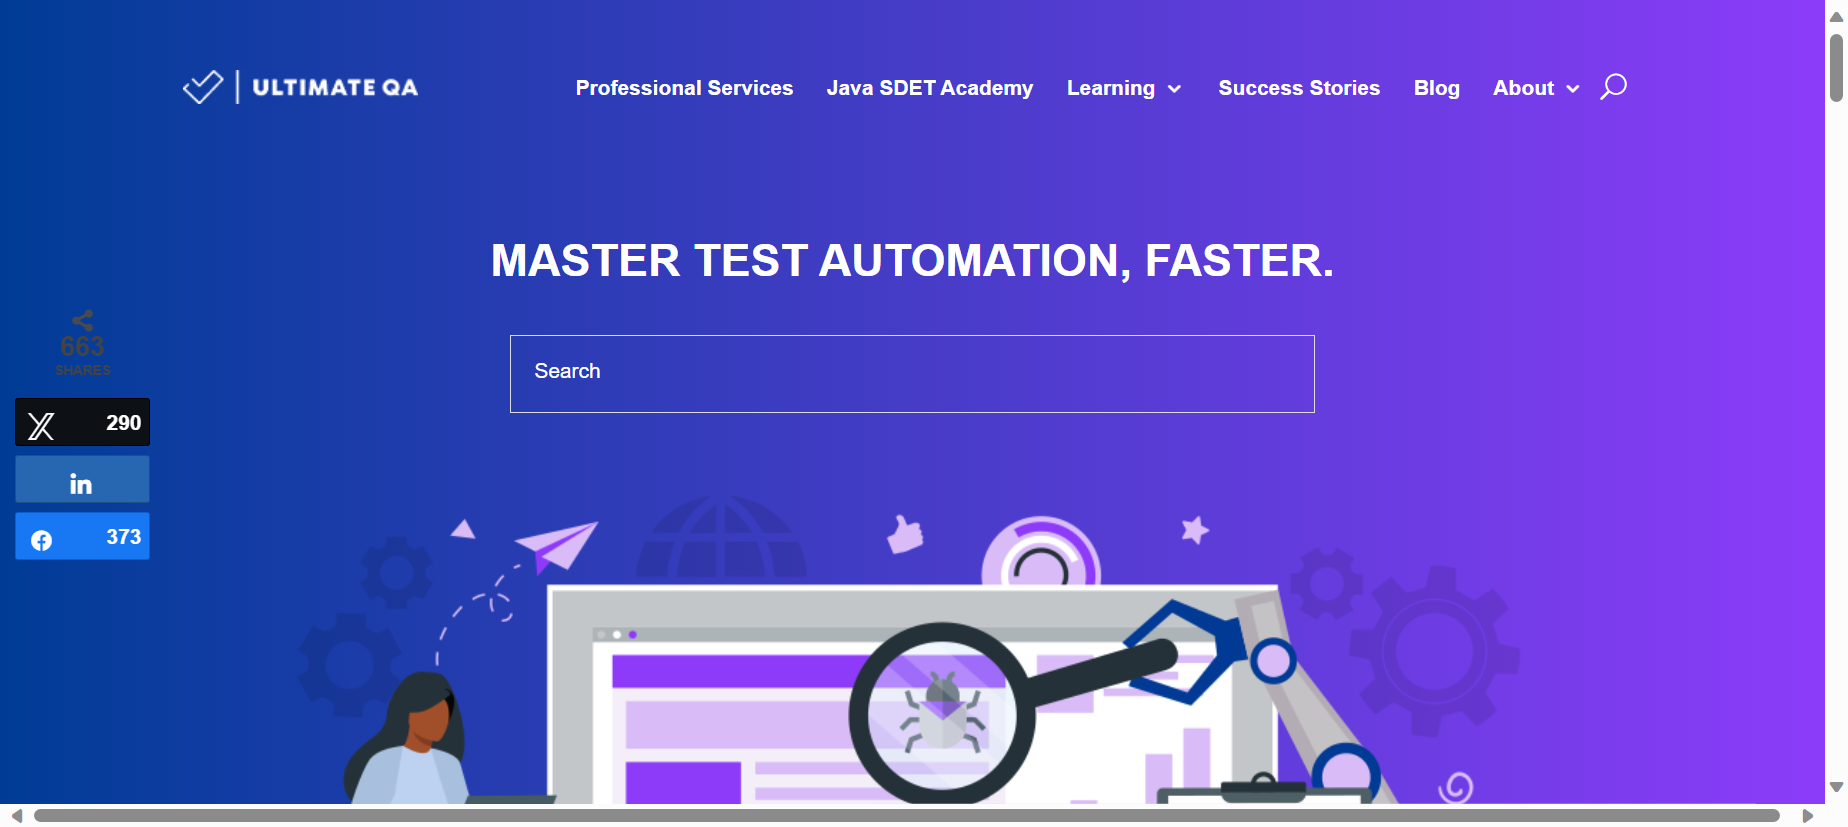 ULTIMATE QA
Professional Services
Java SDET Academy
Learning
Success Stories
Blog
About
MASTER TEST AUTOMATION, FASTER.
Search
663
SHARES
290
in
373